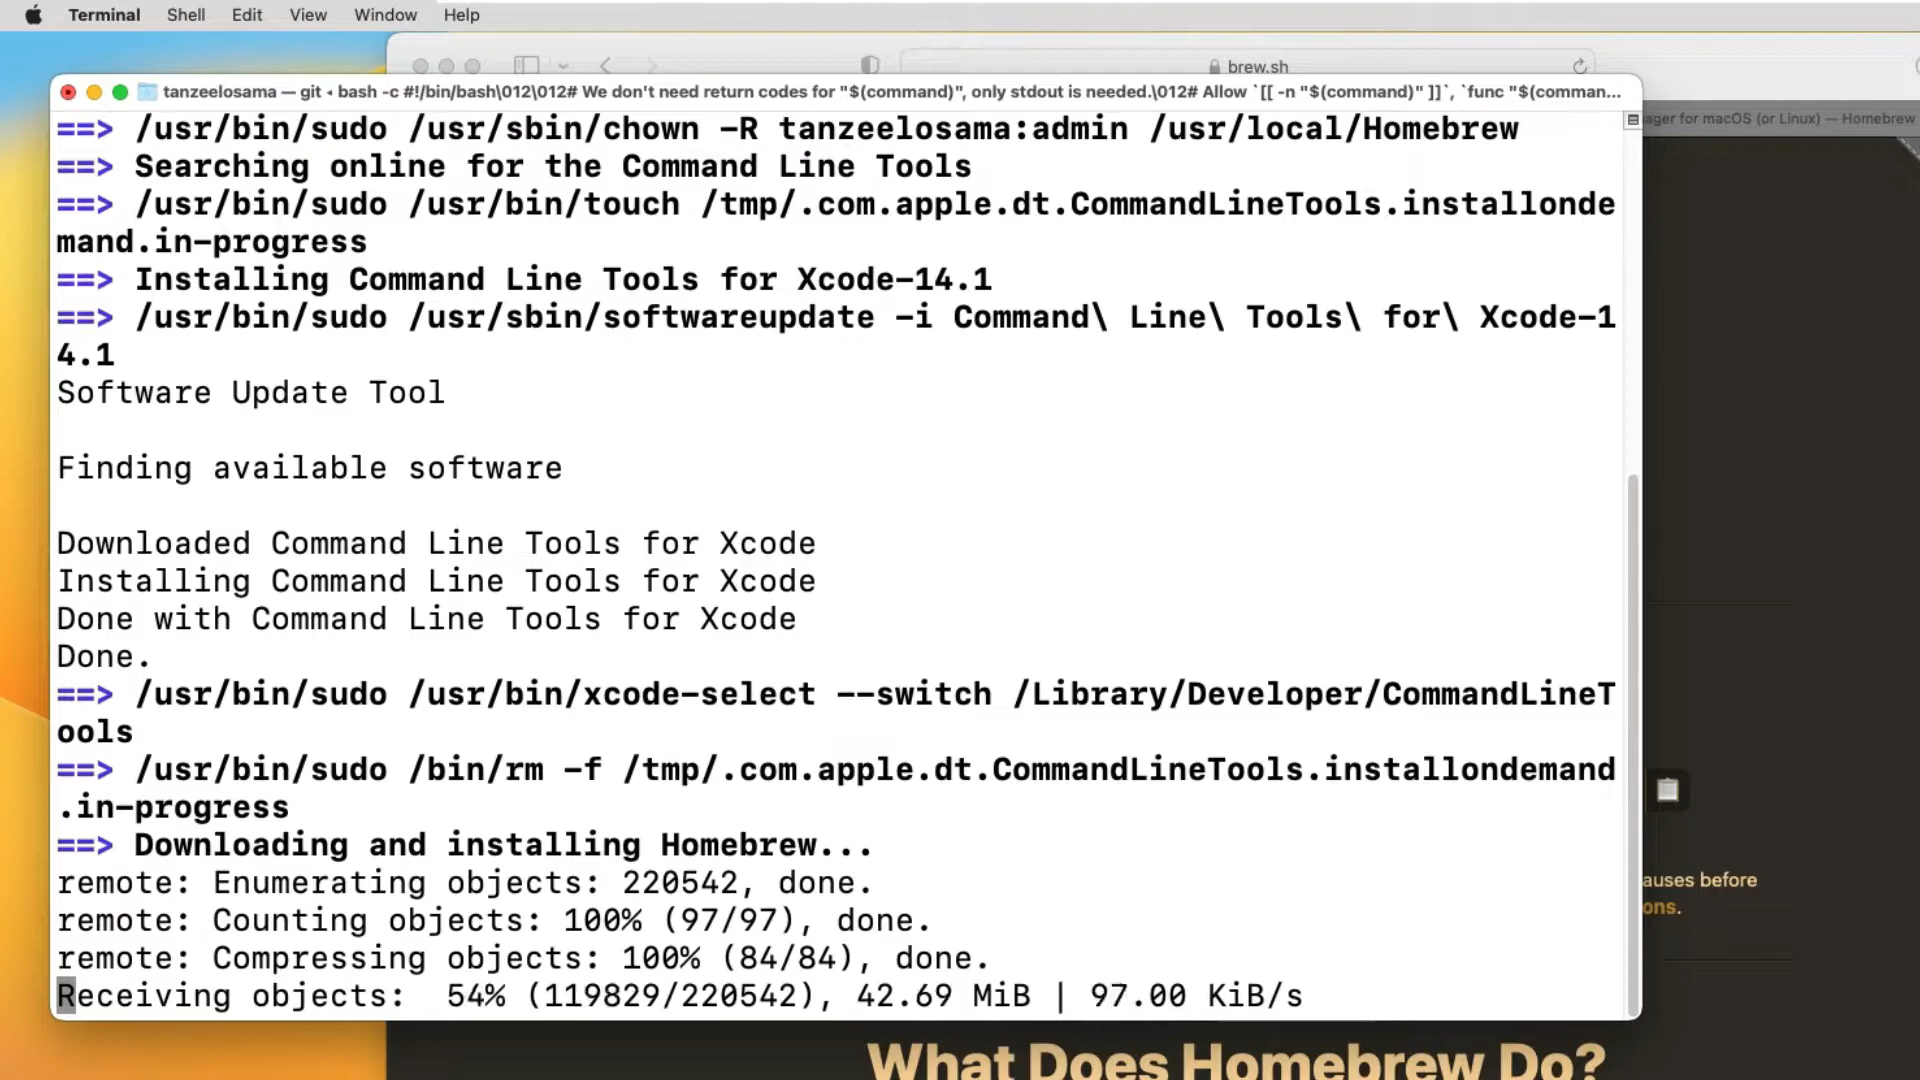 Terminal Shell Edit View Window Help
brew.sh
tanzeelosama — git ◂ bash -c #!/bin/bash\012\012# We don't need return codes for "$(command)", only stdout is needed.\012# Allow `[[ -n "$(command)" ]]`, `func "$(comman...
ager for macOS (or Linux) — Homebrew
==> /usr/bin/sudo /usr/sbin/chown -R tanzeelosama:admin /usr/local/Homebrew
==> Searching online for the Command Line Tools
==> /usr/bin/sudo /usr/bin/touch /tmp/.com.apple.dt.CommandLineTools.installonde
mand.in-progress
==> Installing Command Line Tools for Xcode-14.1
==> /usr/bin/sudo /usr/sbin/softwareupdate -i Command\ Line\ Tools\ for\ Xcode-1
4.1
Software Update Tool
Finding available software
Downloaded Command Line Tools for Xcode
Installing Command Line Tools for Xcode
Done with Command Line Tools for Xcode
Done.
==> /usr/bin/sudo /usr/bin/xcode-select --switch /Library/Developer/CommandLineT
ools
==> /usr/bin/sudo /bin/rm -f /tmp/.com.apple.dt.CommandLineTools.installondemand
.in-progress
==> Downloading and installing Homebrew...
remote: Enumerating objects: 220542, done.
remote: Counting objects: 100% (97/97), done.
remote: Compressing objects: 100% (84/84), done.
Receiving objects:  54% (119829/220542), 42.69 MiB | 97.00 KiB/s
auses before
ons.
What Does Homebrew Do?